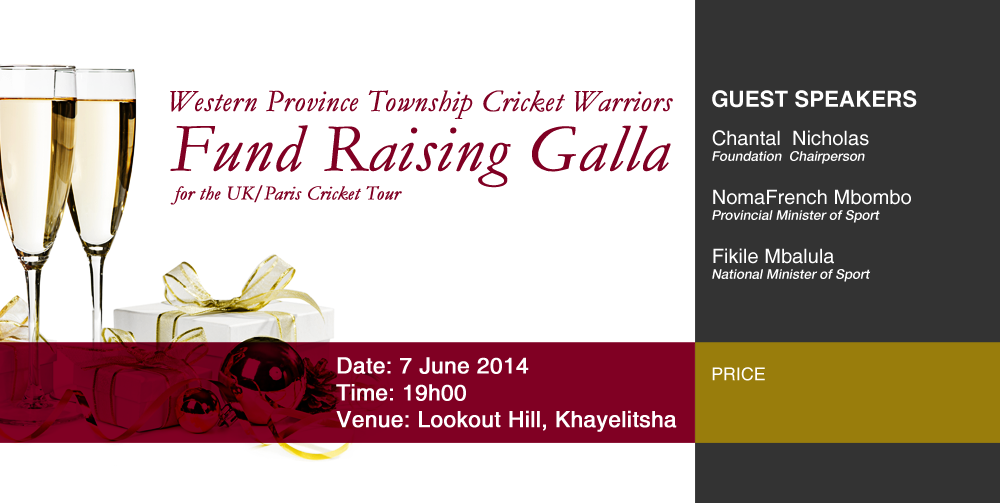 Western Province Township Cricket Warriors
Fund Raising Galla
for the UK/Paris Cricket Tour
Date: 7 June 2014
Time: 19h00
Venue: Lookout Hill, Khayelitsha
GUEST SPEAKERS
Chantal Nicholas
Foundation Chairperson
NomaFrench Mbombo
Provincial Minister of Sport
Fikile Mbalula
National Minister of Sport
PRICE